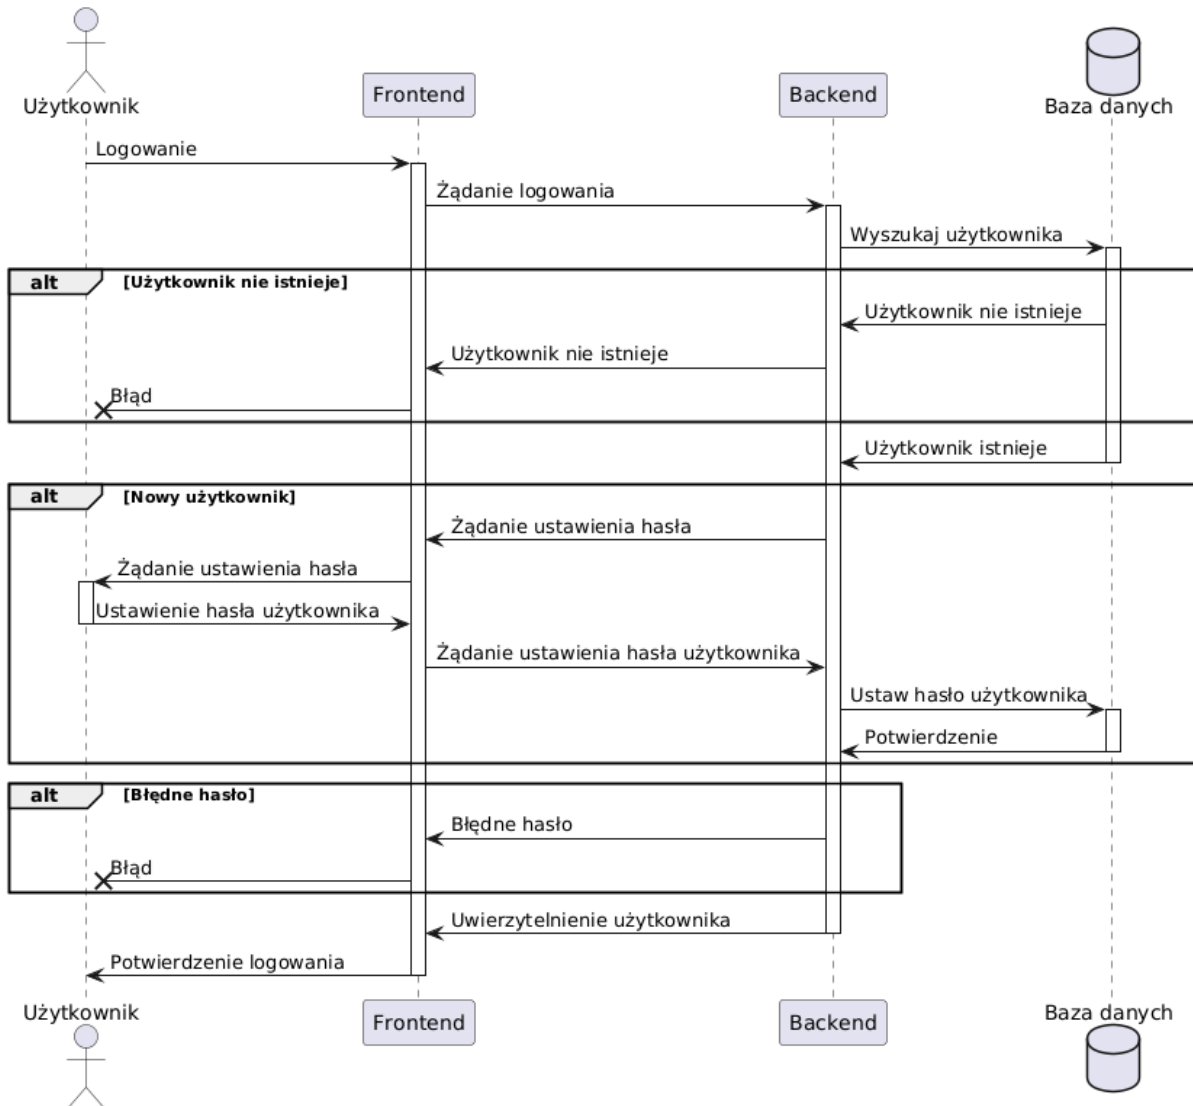 Użytkownik
Frontend
Backend
Baza danych
Logowanie
Żądanie logowania
Wyszukaj użytkownika
alt [Użytkownik nie istnieje]
Użytkownik nie istnieje
Użytkownik nie istnieje
Błąd
Użytkownik istnieje
alt [Nowy użytkownik]
Żądanie ustawienia hasła
Żądanie ustawienia hasła
Ustawienie hasła użytkownika
Żądanie ustawienia hasła użytkownika
Ustaw hasło użytkownika
Potwierdzenie
alt [Błędne hasło]
Błędne hasło
Błąd
Uwierzytelnienie użytkownika
Potwierdzenie logowania
Użytkownik
Frontend
Backend
Baza danych